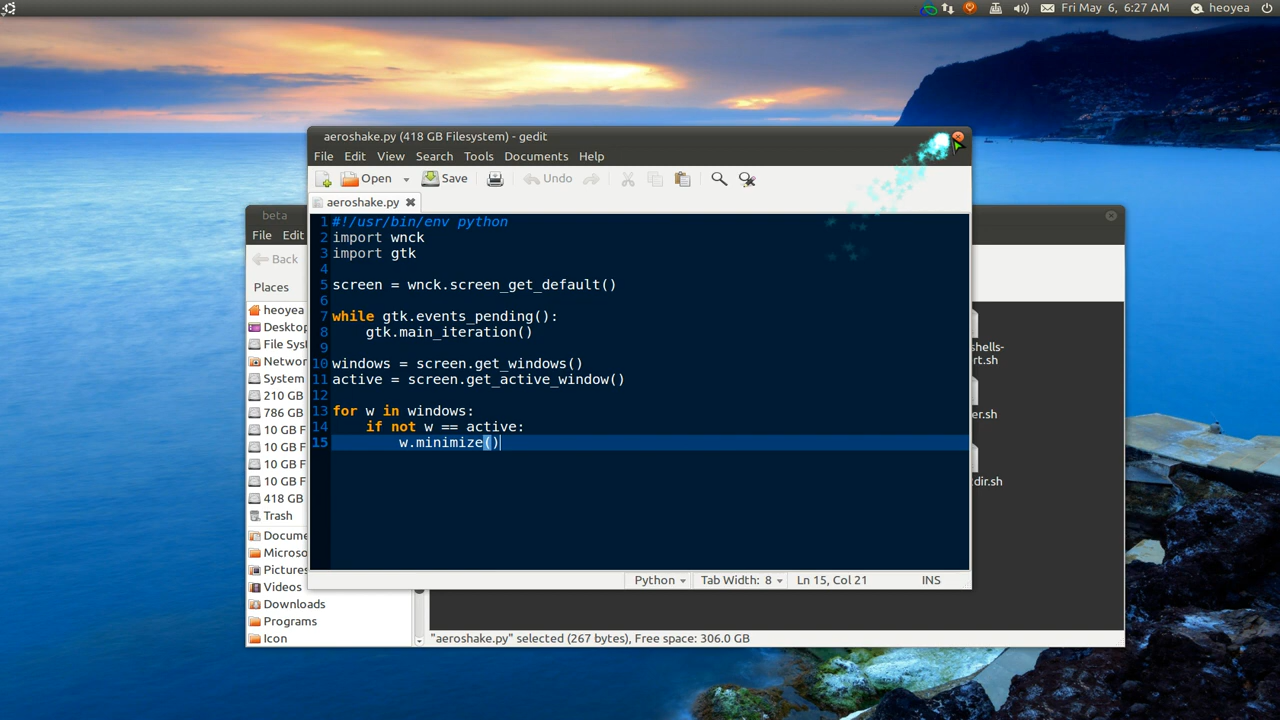 Fri May 6, 6:27 AM heoyea
aeroshake.py (418 GB Filesystem) - gedit
File Edit View Search Tools Documents Help
Open Save Undo
aeroshake.py
1 #!/usr/bin/env python
2 import wnck
3 import gtk
4
5 screen = wnck.screen_get_default()
6
7 while gtk.events_pending():
8 gtk.main_iteration()
9
10 windows = screen.get_windows()
11 active = screen.get_active_window()
12
13 for w in windows:
14 if not w == active:
15 w.minimize()
Python Tab Width: 8 Ln 15, Col 21 INS
beta
File Edit
Back
Places
heoyea
Desktop
File Sys
Networ
System
210 GB
786 GB
10 GB F
10 GB F
10 GB F
10 GB F
418 GB
Trash
Docume
Microso
Pictures
Videos
Downloads
Programs
Icon
shells-
rt.sh
er.sh
dir.sh
"aeroshake.py" selected (267 bytes), Free space: 306.0 GB